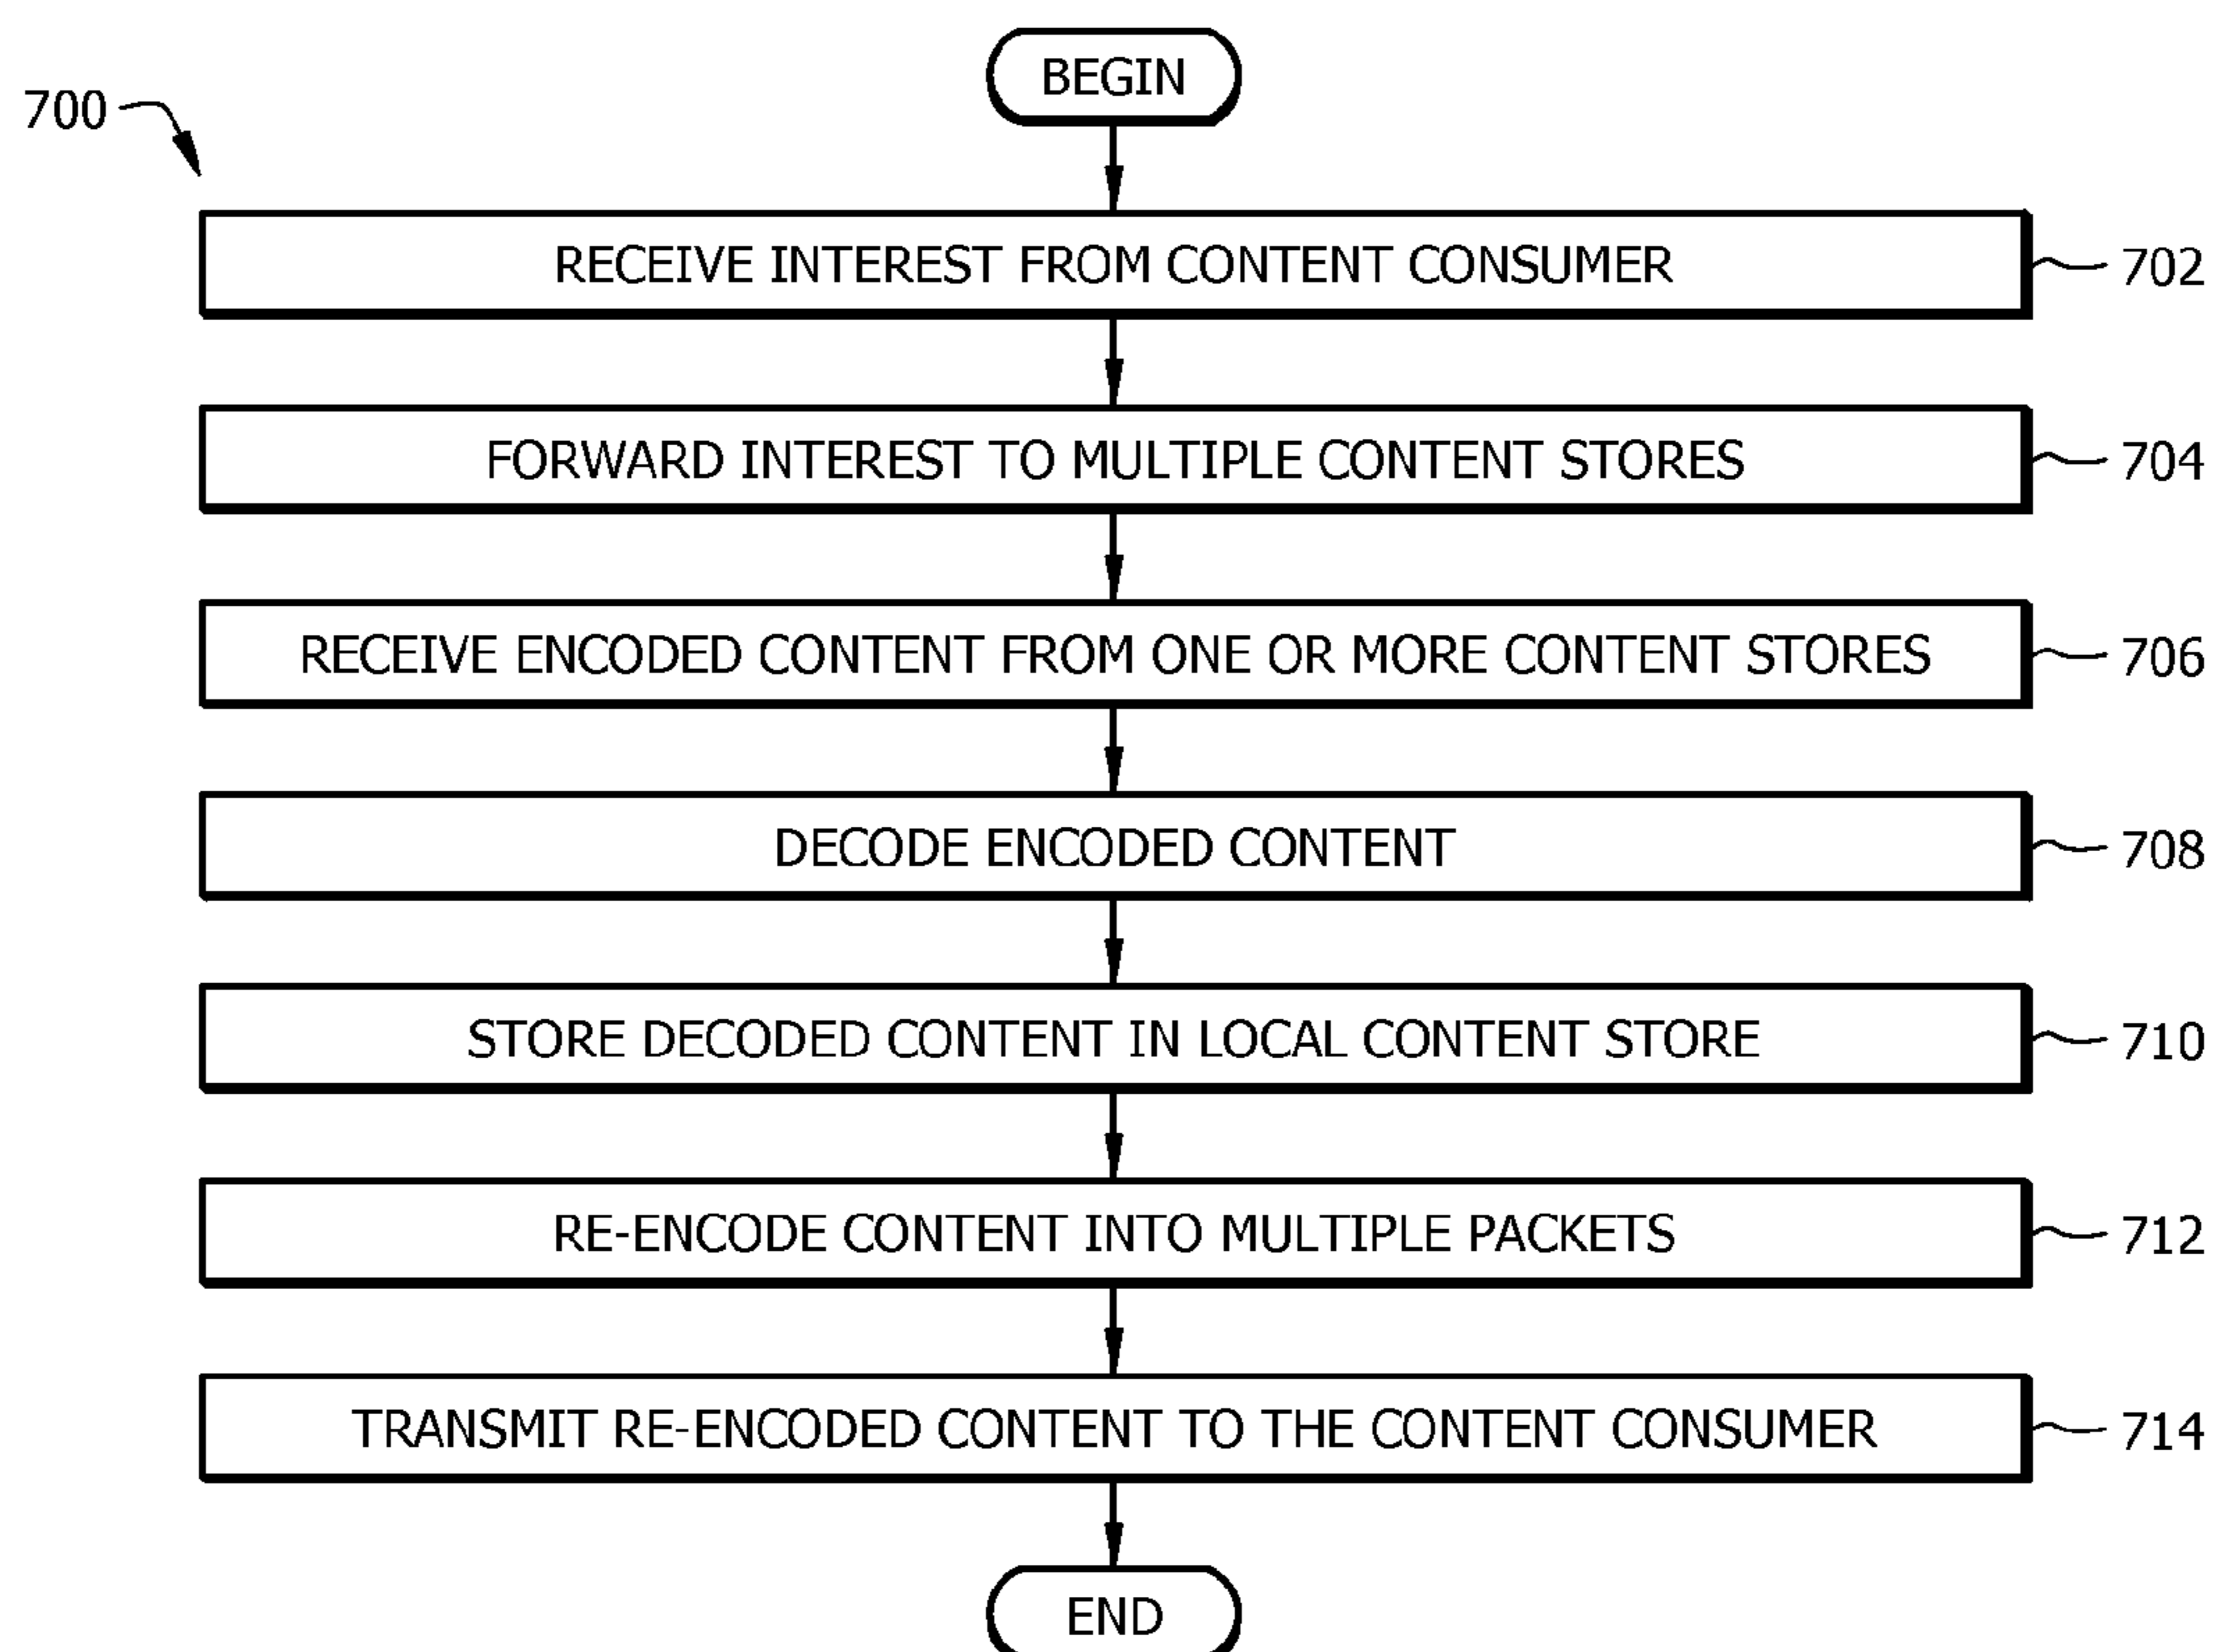 BEGIN
700
RECEIVE INTEREST FROM CONTENT CONSUMER
702
FORWARD INTEREST TO MULTIPLE CONTENT STORES
704
RECEIVE ENCODED CONTENT FROM ONE OR MORE CONTENT STORES
706
DECODE ENCODED CONTENT
708
STORE DECODED CONTENT IN LOCAL CONTENT STORE
710
RE-ENCODE CONTENT INTO MULTIPLE PACKETS
712
TRANSMIT RE-ENCODED CONTENT TO THE CONTENT CONSUMER
714
END